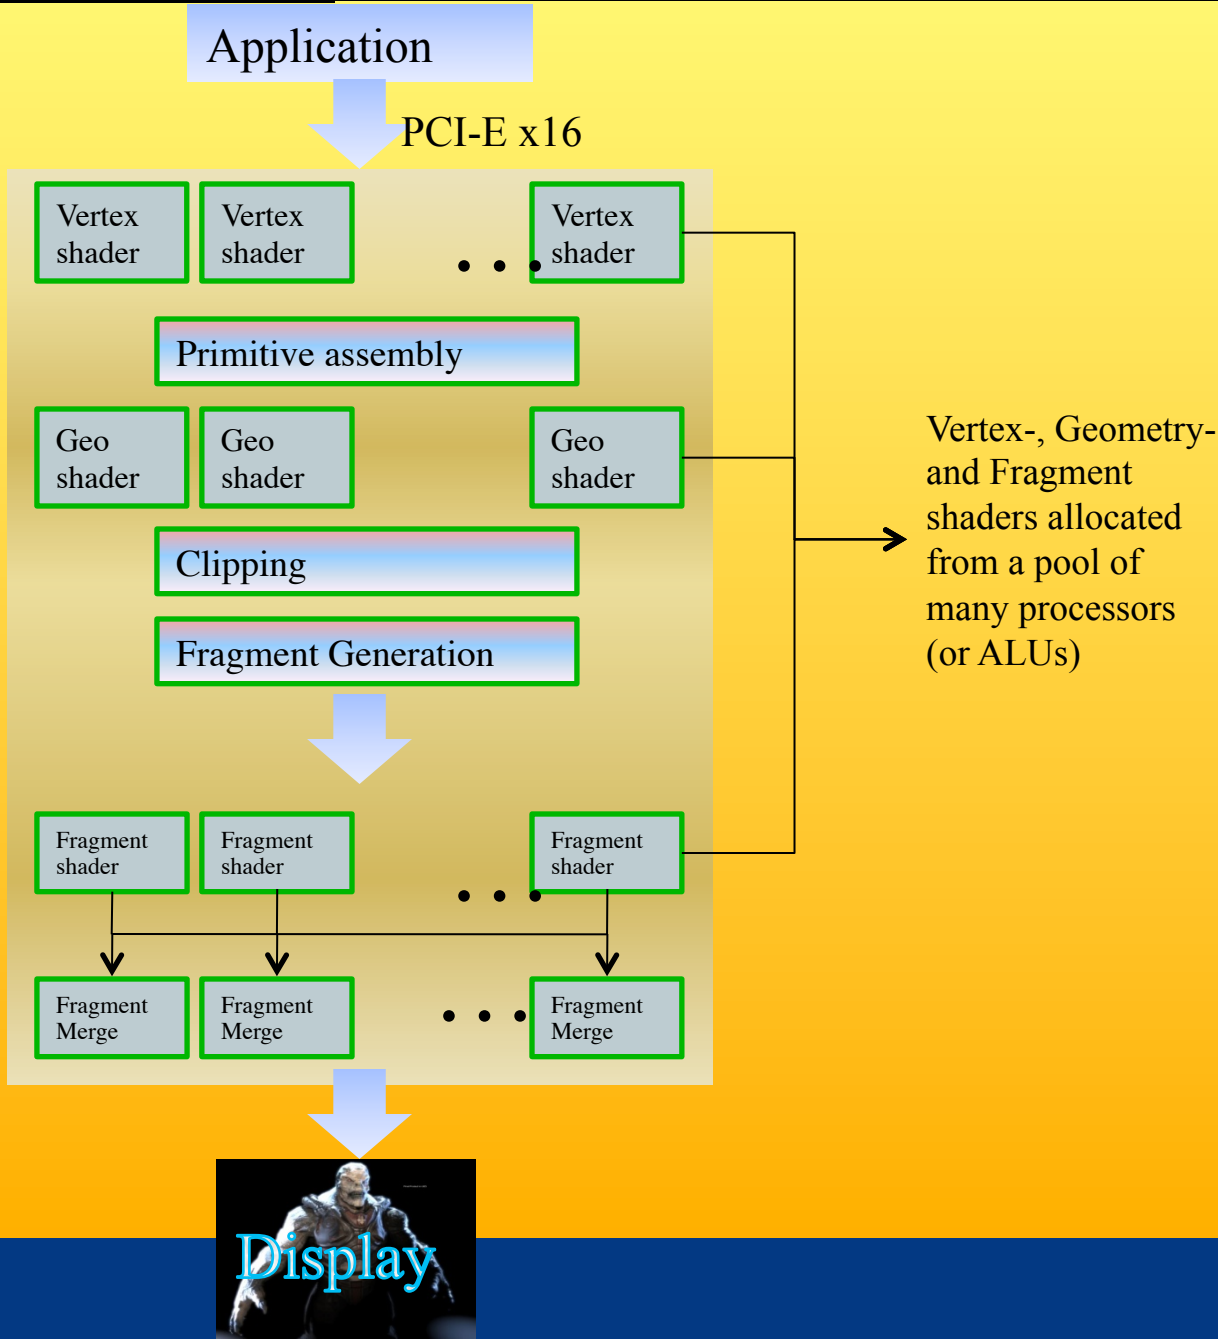 Application
PCI-E x16
Vertex
shader
Vertex
shader
Vertex
shader
Primitive assembly
Geo
shader
Geo
shader
Geo
shader
Vertex-, Geometry-
and Fragment
shaders allocated
from a pool of
many processors
(or ALUs)
Clipping
Fragment Generation
Fragment
shader
Fragment
shader
Fragment
shader
Fragment
Merge
Fragment
Merge
Fragment
Merge
Display